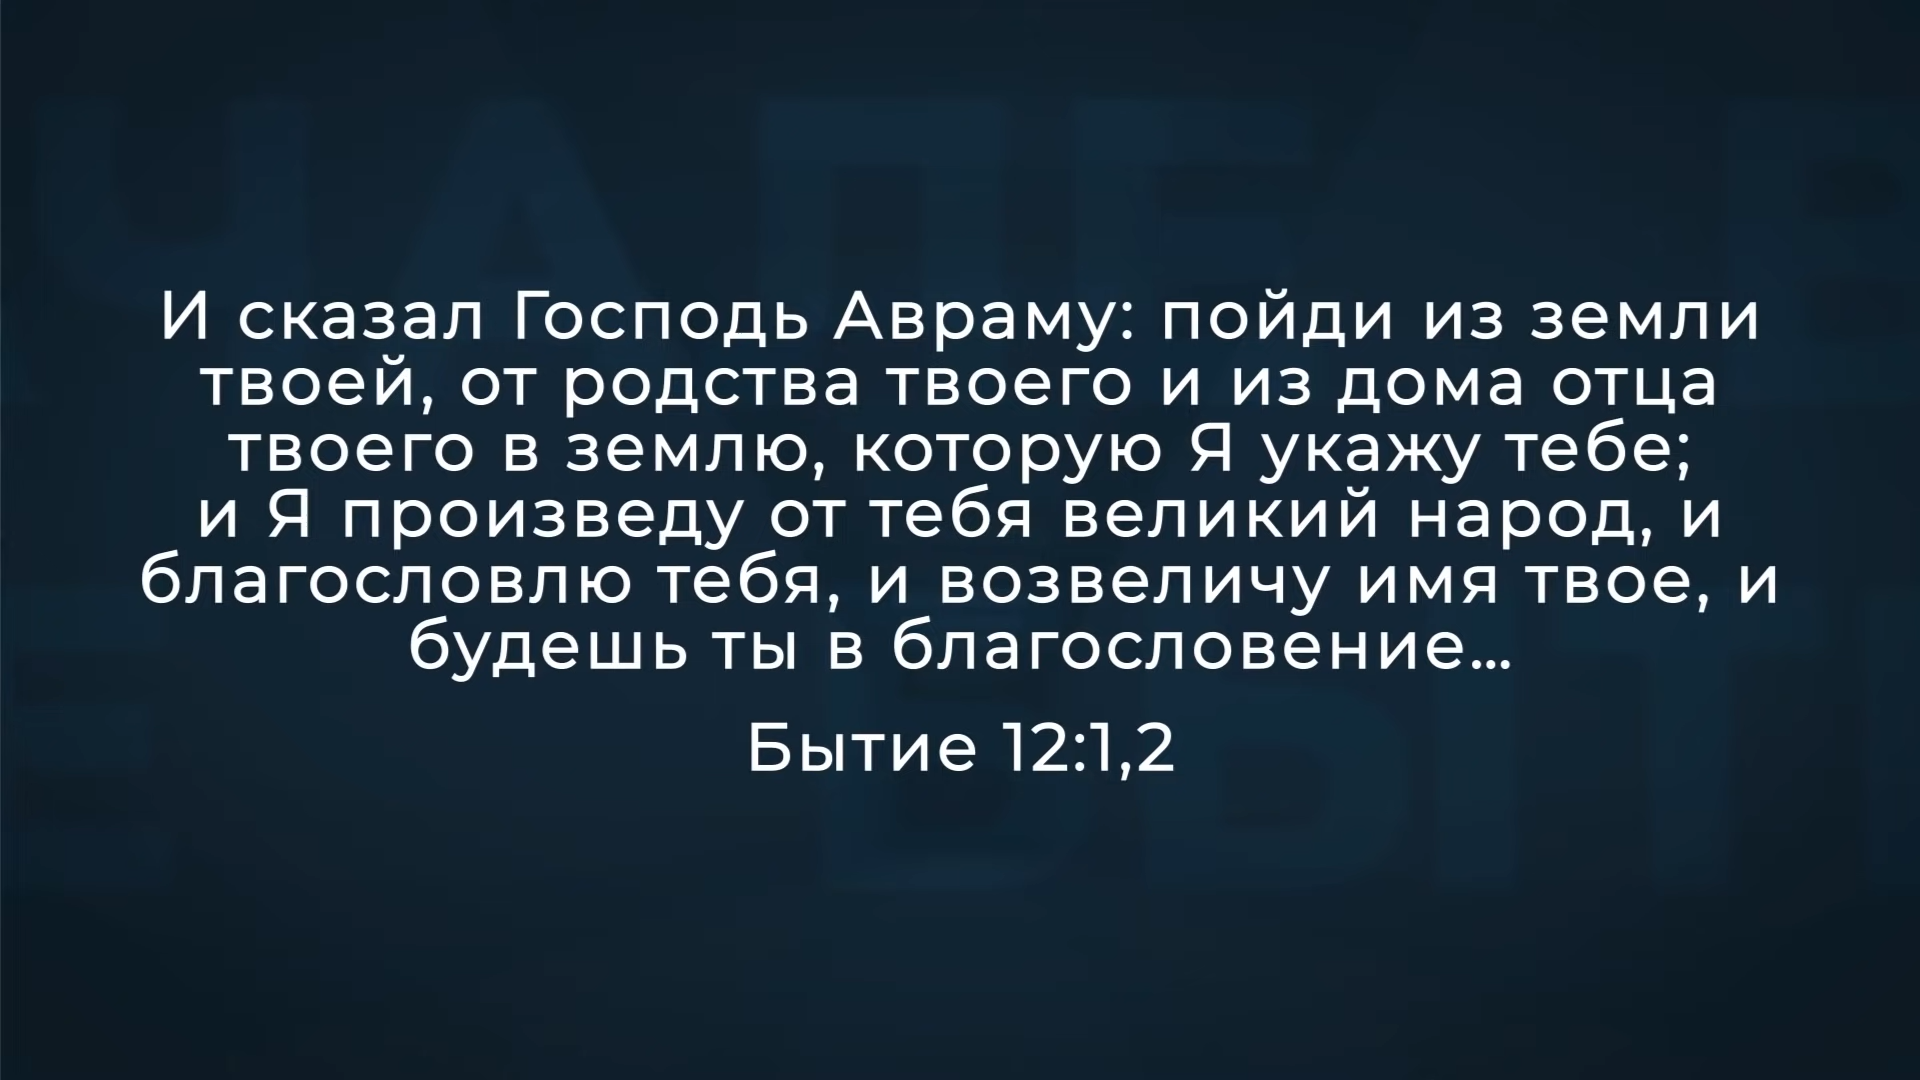 И сказал Господь Авраму: пойди из земли
твоей, от родства твоего и из дома отца
твоего в землю, которую Я укажу тебе;
и Я произведу от тебя великий народ, и
благословлю тебя, и возвеличу имя твое, и
будешь ты в благословение...
Бытие 12:1,2